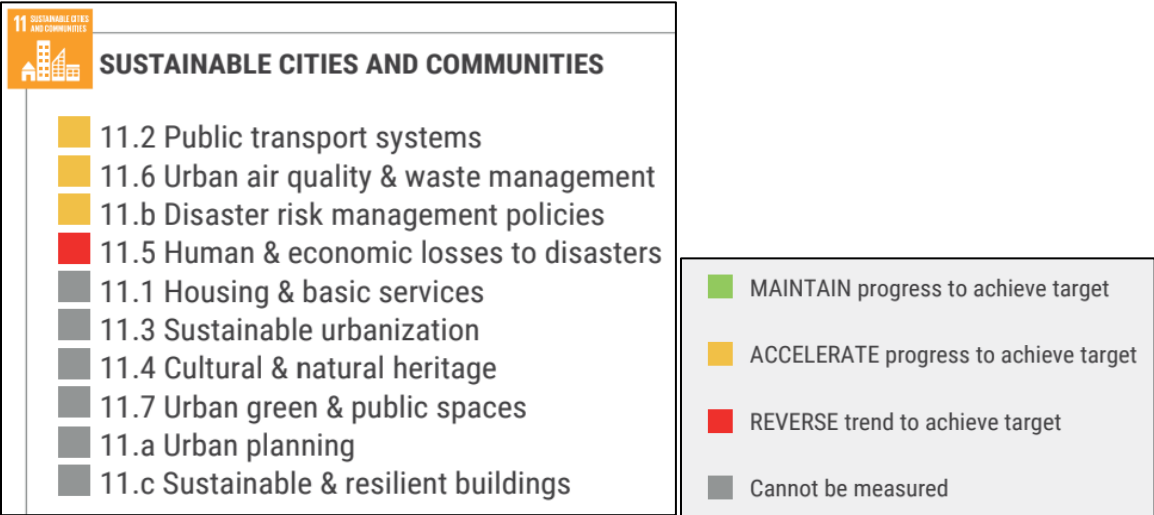 11 SUSTAINABLE CITIES
AND COMMUNITIES
SUSTAINABLE CITIES AND COMMUNITIES
11.2 Public transport systems
11.6 Urban air quality & waste management
11.b Disaster risk management policies
11.5 Human & economic losses to disasters
11.1 Housing & basic services
11.3 Sustainable urbanization
11.4 Cultural & natural heritage
11.7 Urban green & public spaces
11.a Urban planning
11.c Sustainable & resilient buildings
MAINTAIN progress to achieve target
ACCELERATE progress to achieve target
REVERSE trend to achieve target
Cannot be measured